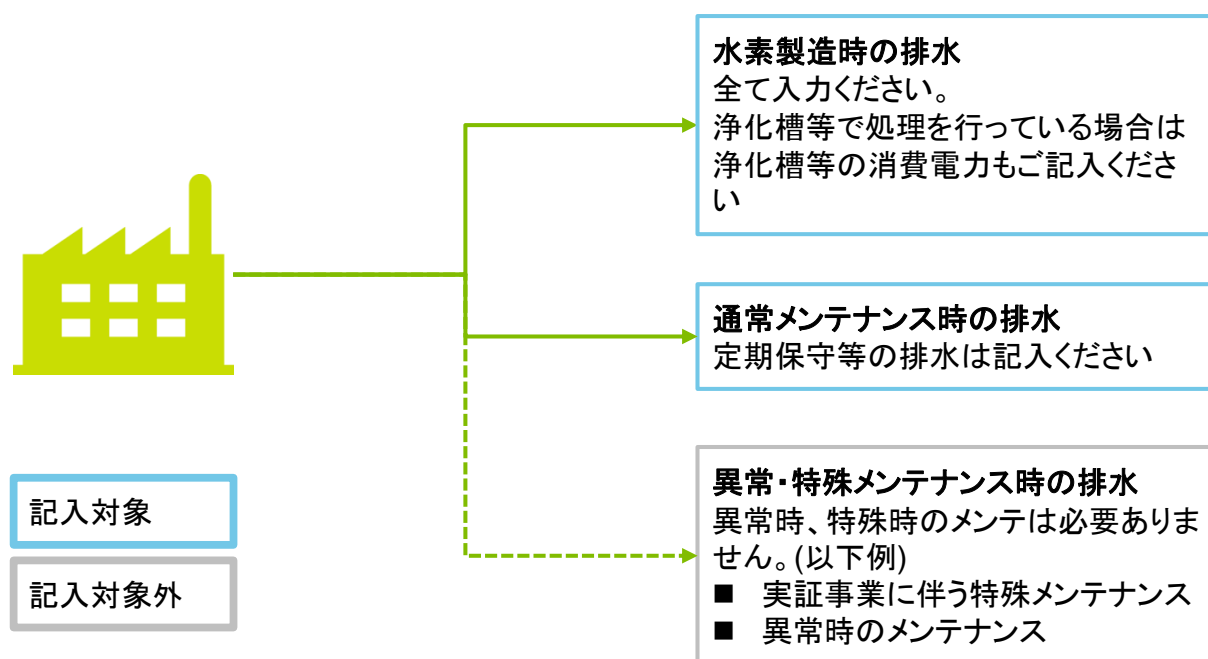 水素製造時の排水
全て入力ください。
浄化槽等で処理を行っている場合は
浄化槽等の消費電力もご記入くださ
い
通常メンテナンス時の排水
定期保守等の排水は記入ください
異常・特殊メンテナンス時の排水
異常時、特殊時のメンテは必要ありま
せん。(以下例)
■ 実証事業に伴う特殊メンテナンス
■ 異常時のメンテナンス
記入対象
記入対象外